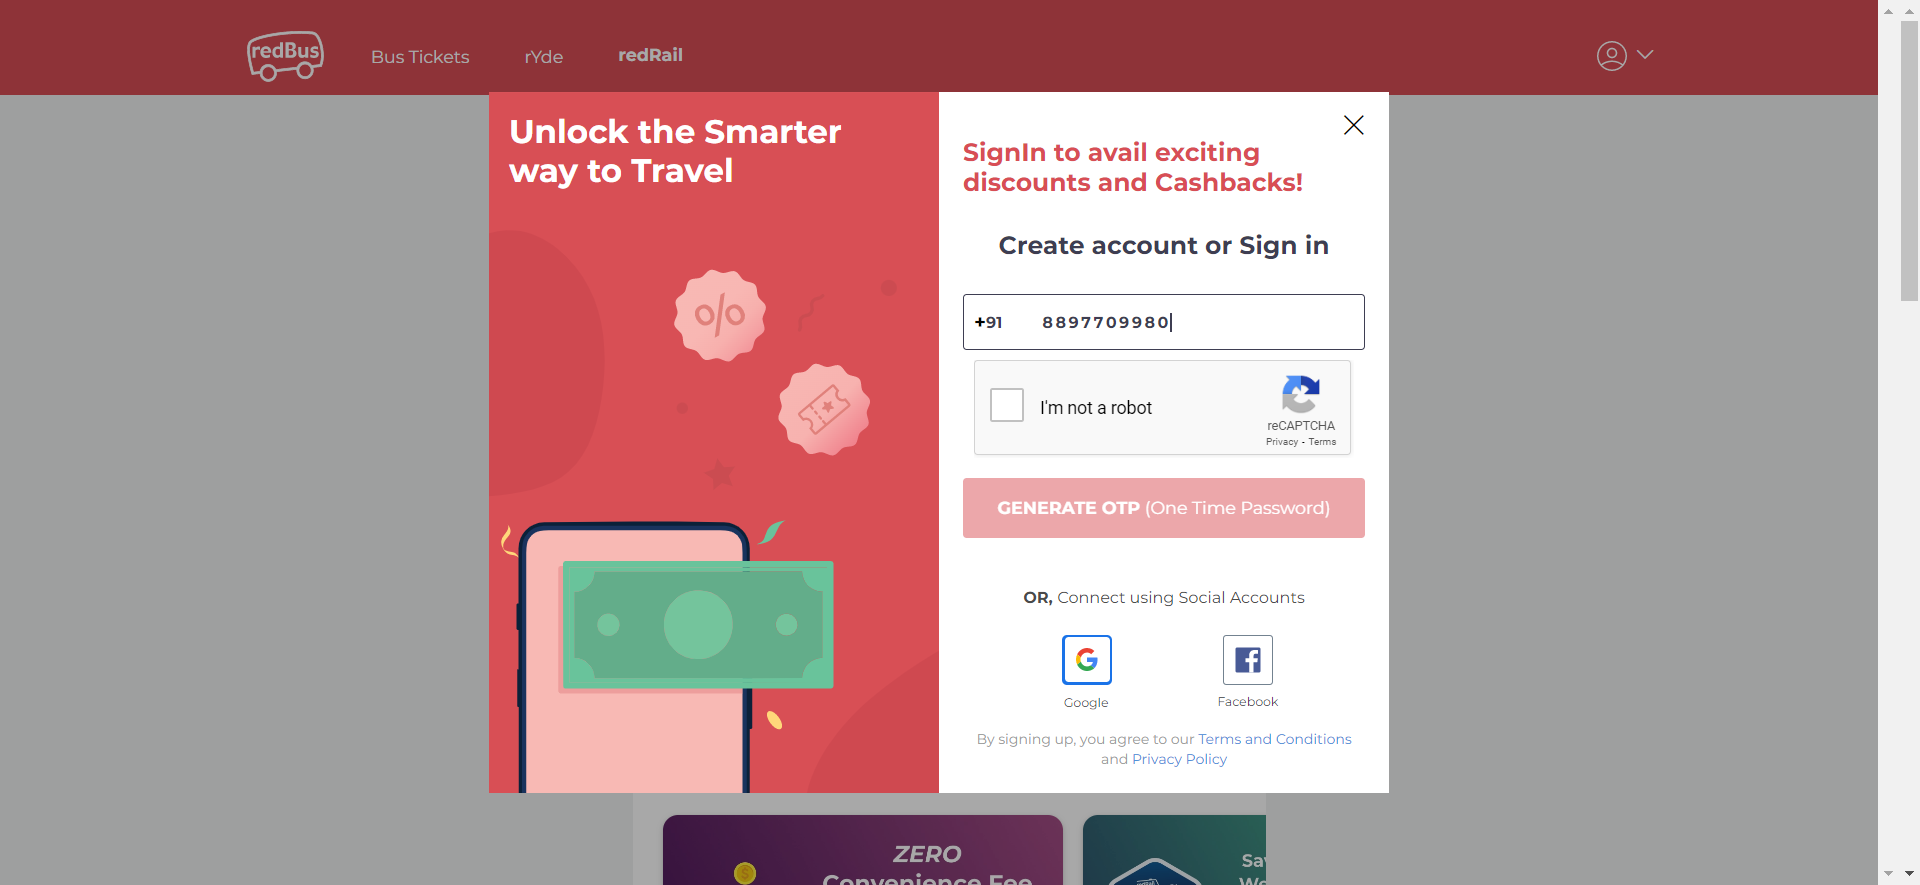 redBus
Bus Tickets
rYde
redRail
Unlock the Smarter
way to Travel
%
SignIn to avail exciting
discounts and Cashbacks!
Create account or Sign in
+91 8897709980
I'm not a robot
reCAPTCHA
Privacy - Terms
GENERATE OTP (One Time Password)
OR, Connect using Social Accounts
Google
Facebook
By signing up, you agree to our Terms and Conditions
and Privacy Policy
ZERO
Convenience Fee